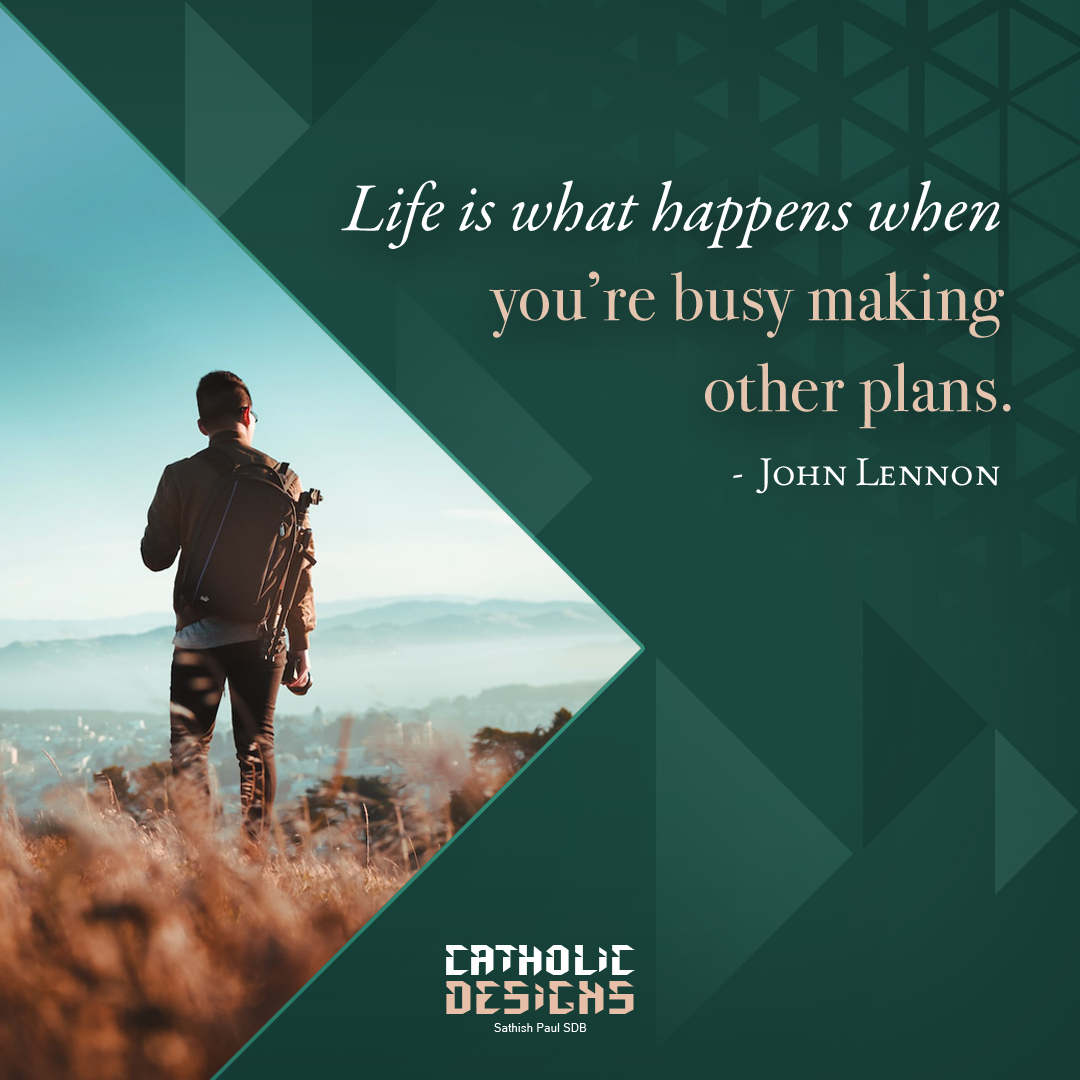 Life is what happens when
you're busy making
other plans.
- John Lennon
CATHOLIC
DESIGNS
Sathish Paul SDB